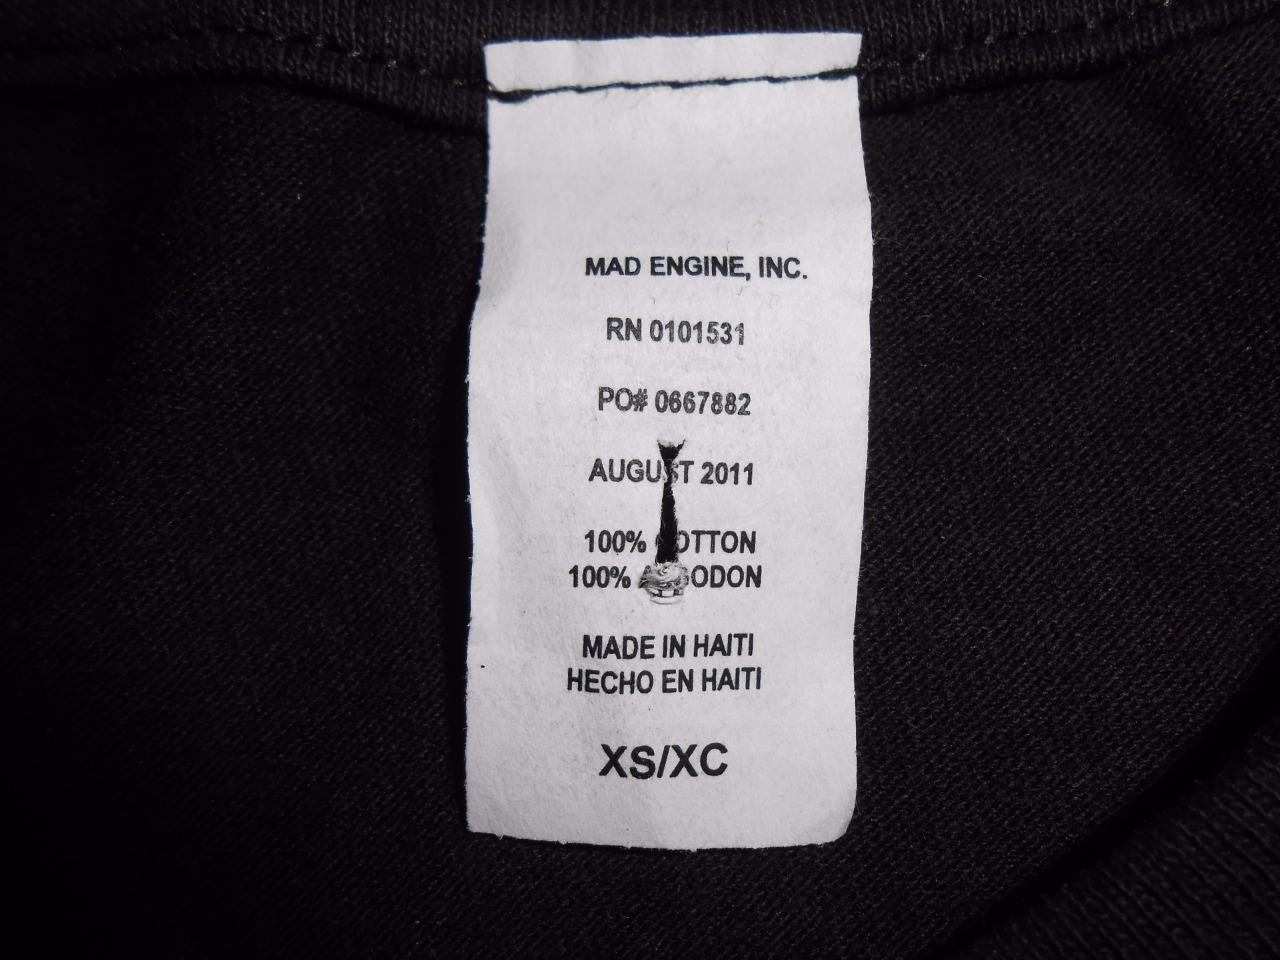 MAD ENGINE, INC.
RN 0101531
PO# 0667882
AUGUST 2011
100% COTTON
100% ALGODON
MADE IN HAITI
HECHO EN HAITI
XS/XC